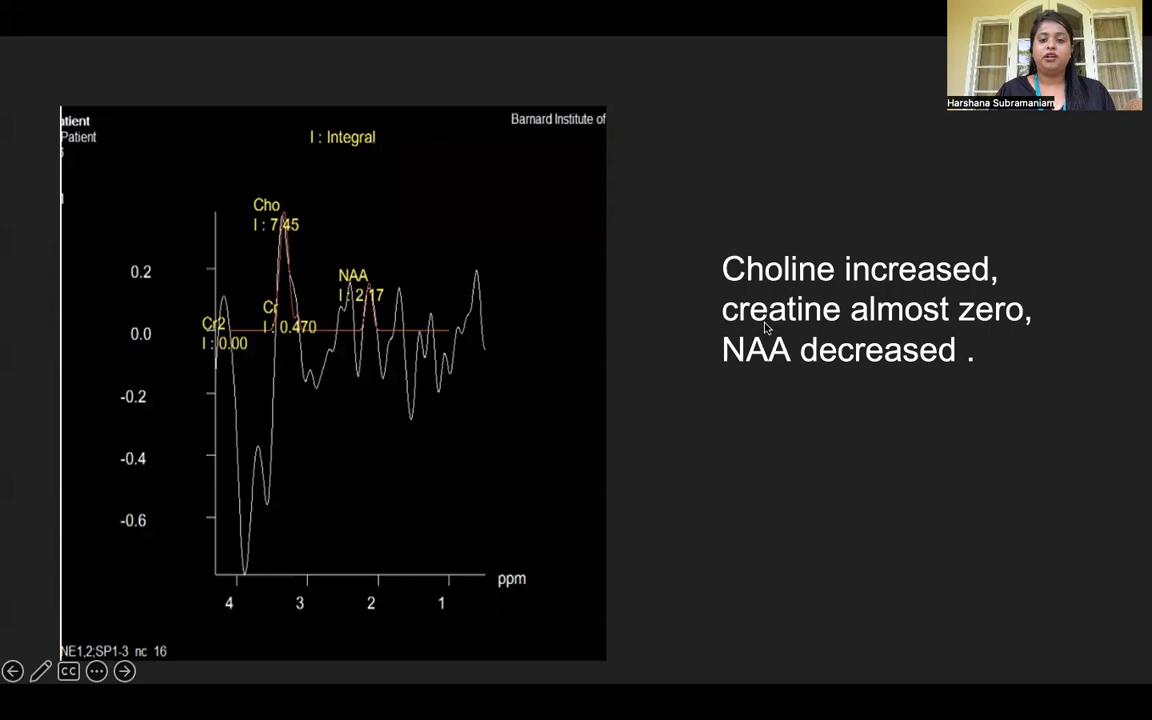 Harshana Subramaniam
atient
Patient
Barnard Institute of
I : Integral
Cho
I : 7.45
NAA
I : 2.17
Cr
I : 0.470
Cr2
I : 0.00
0.2
0.0
-0.2
-0.4
-0.6
4 3 2 1 ppm
NE1,2;SP1-3 nc 16
Choline increased,
creatine almost zero,
NAA decreased .
CC